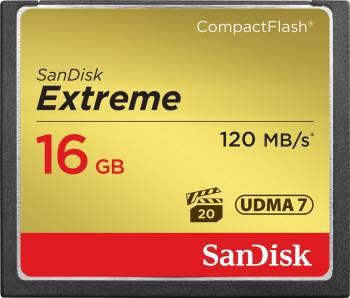 CompactFlash®
SanDisk
Extreme
16 GB
120 MB/s*
20
UDMA 7
SanDisk